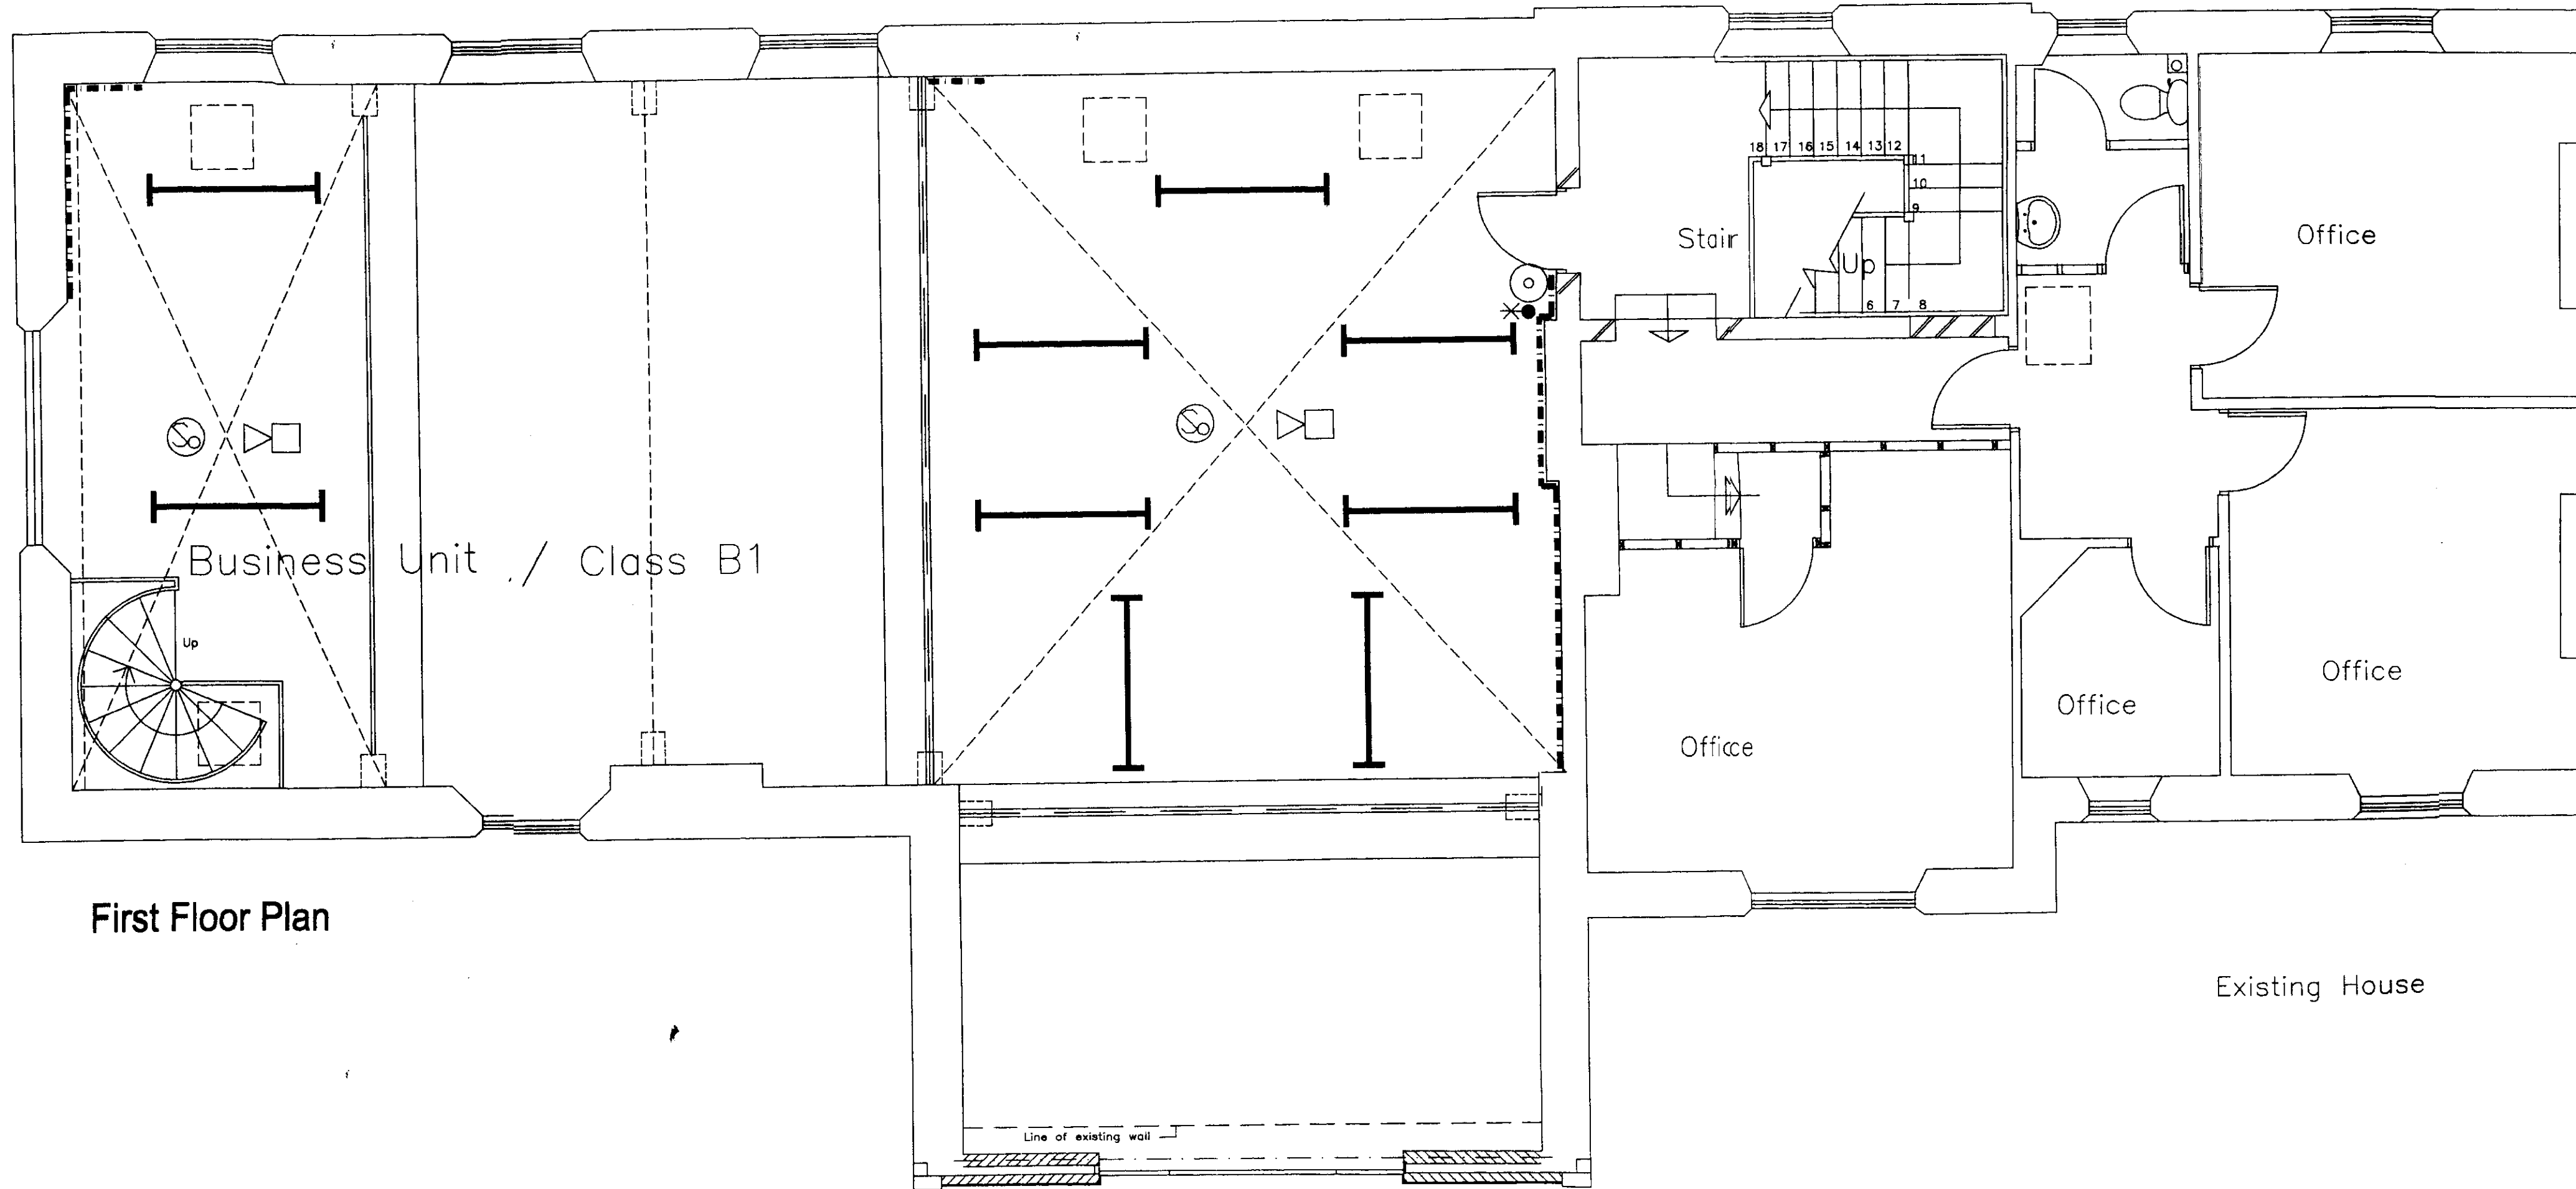 18 17 16 15 14 13 12
11
10
9
Stair
Up
6 7 8
Office
Business Unit / Class B1
Up
Office
Office
Office
First Floor Plan
Existing House
Line of existing wall